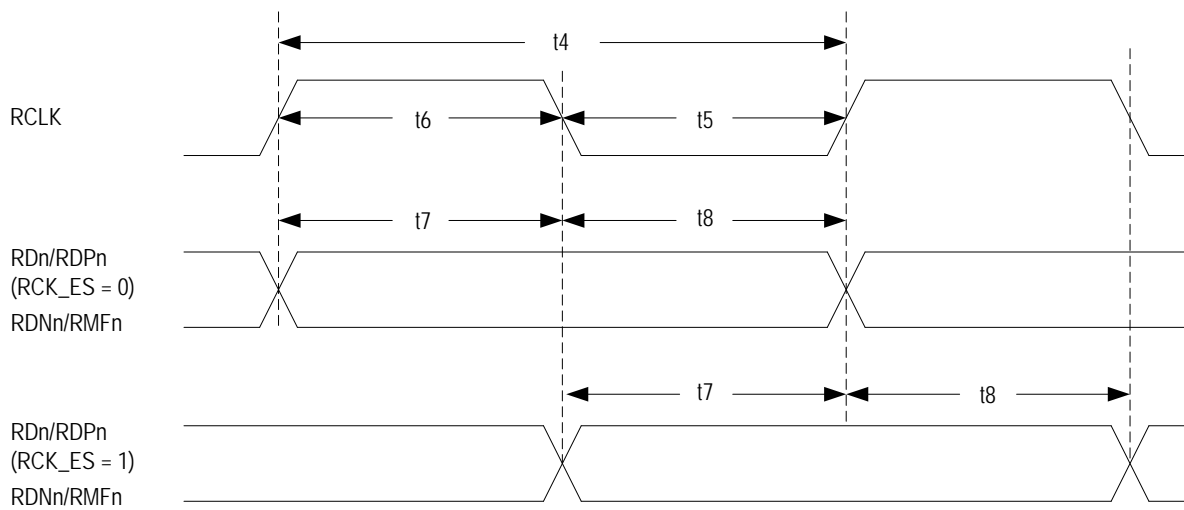 t4
RCLK
t6
t5
t7
t8
RDn/RDPn
(RCK_ES = 0)
RDNn/RMFn
t7
t8
RDn/RDPn
(RCK_ES = 1)
RDNn/RMFn